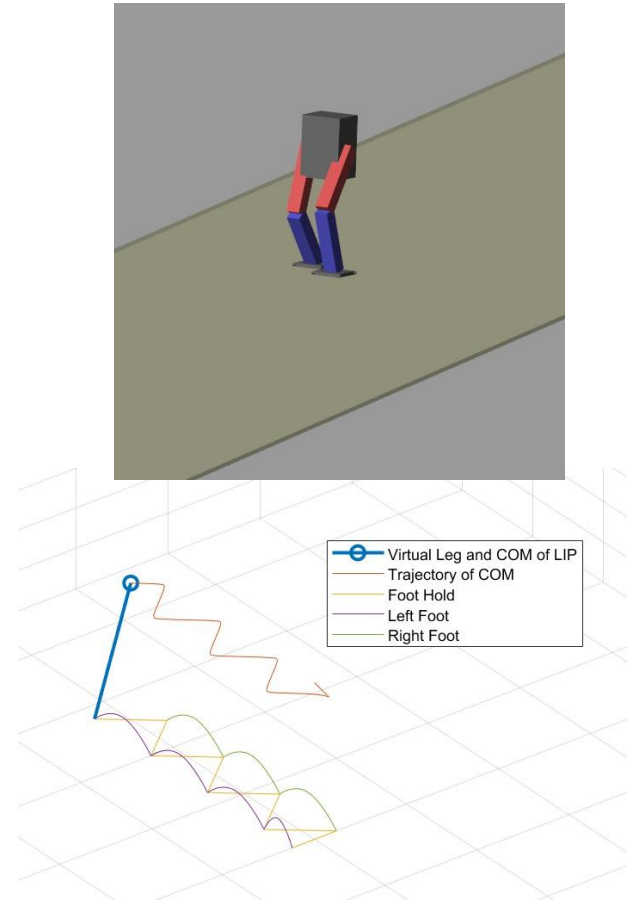 Virtual Leg and COM of LIP
Trajectory of COM
Foot Hold
Left Foot
Right Foot